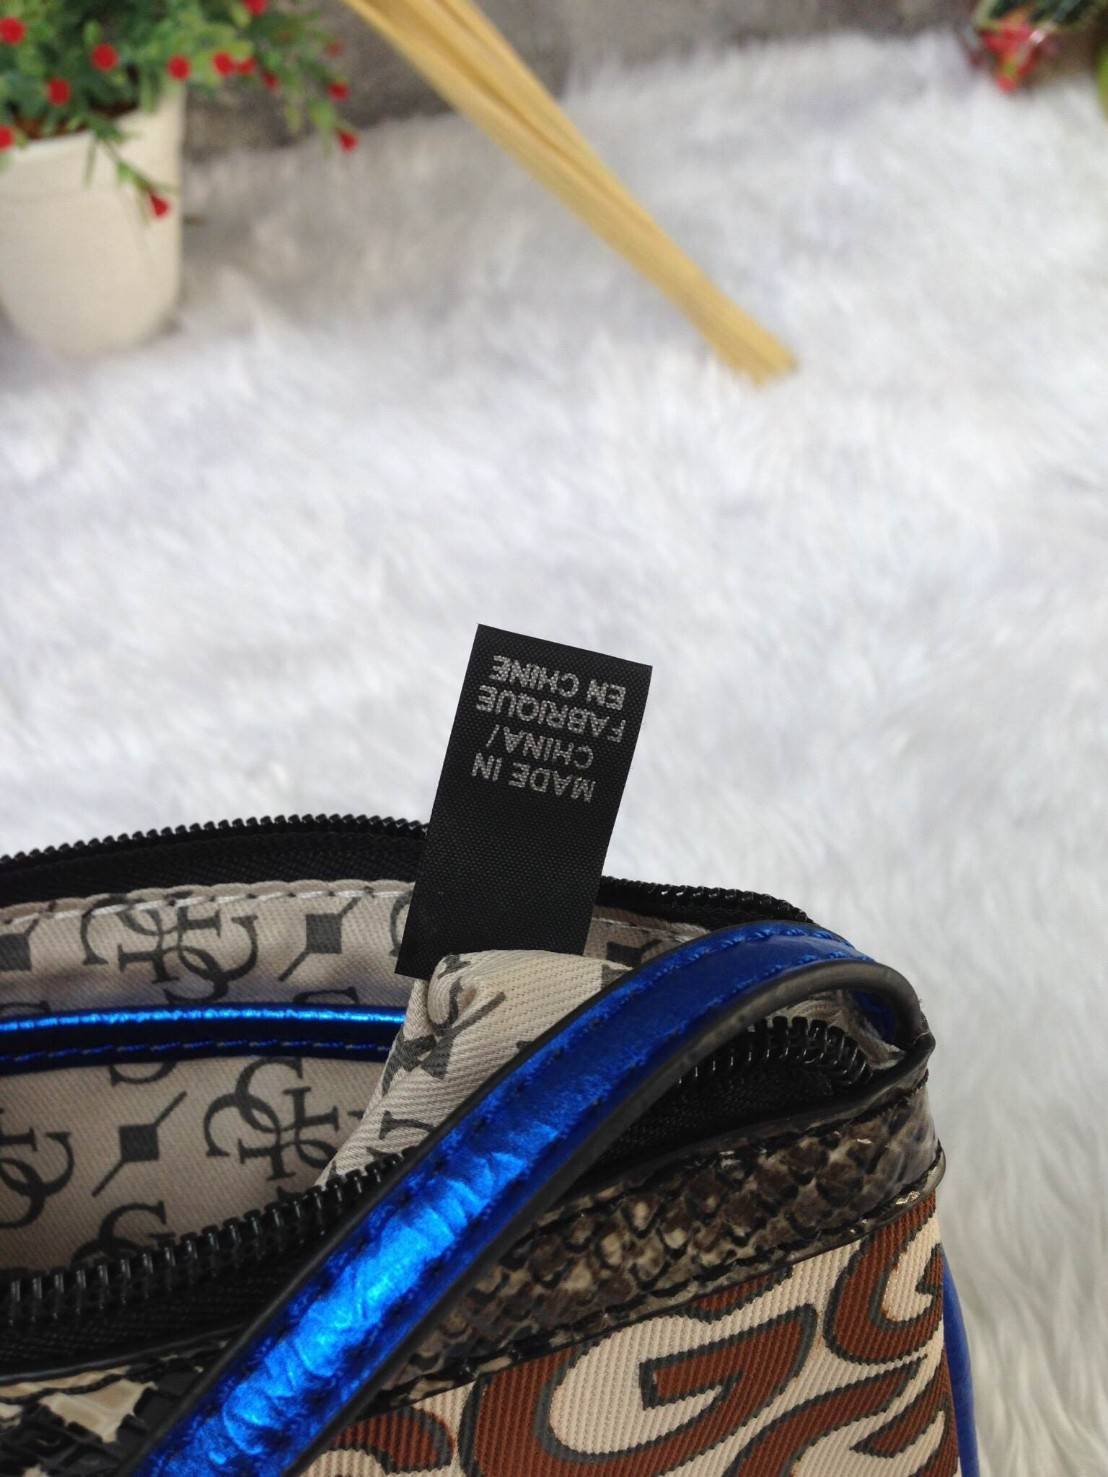 MADE IN
CHINA/
FABRIQUE
EN CHINE
G
G